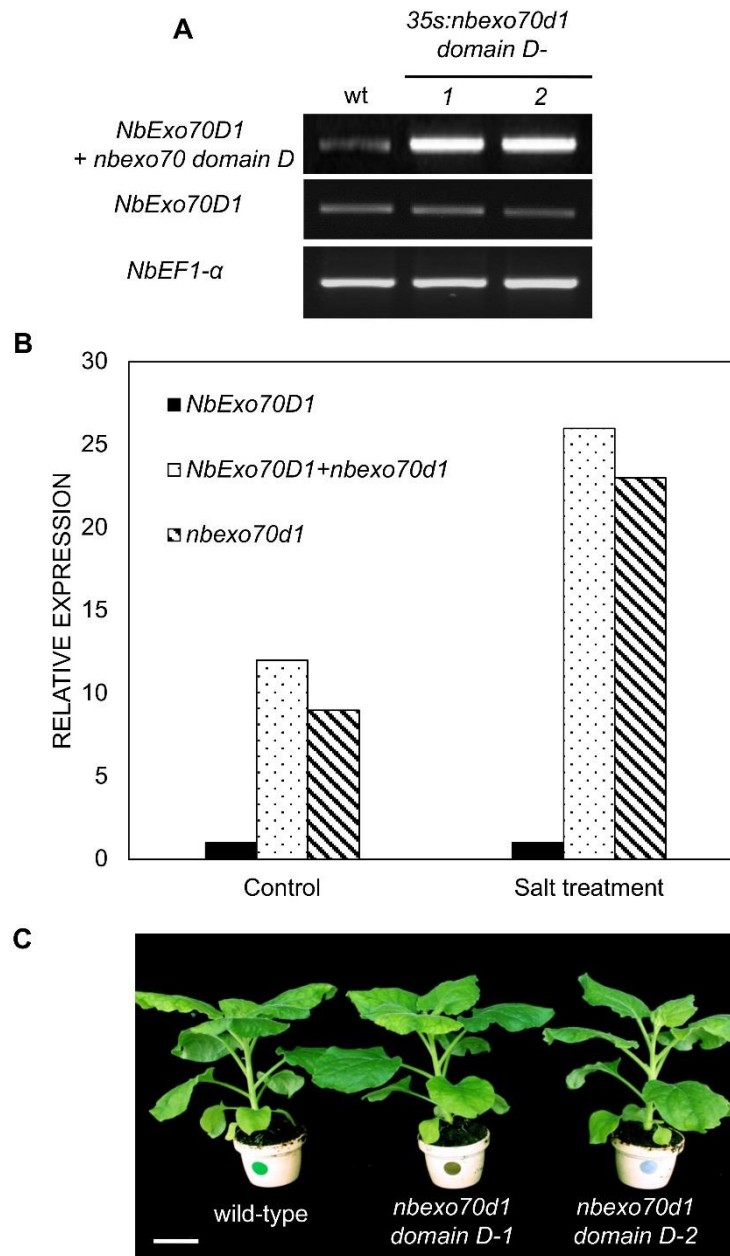 A
35s:nbexo70d1
domain D-
wt 1 2
NbExo70D1
+ nbexo70 domain D
NbExo70D1
NbEF1-α
B
30
25
20
15
10
5
0
RELATIVE EXPRESSION
NbExo70D1
NbExo70D1+nbexo70d1
nbexo70d1
Control Salt treatment
C
wild-type
nbexo70d1
domain D-1
nbexo70d1
domain D-2